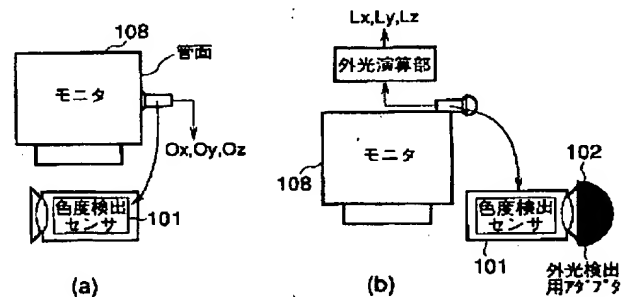 108
管面
モニタ
Ox,Oy,Oz
色度検出
センサ
101
(a)
Lx,Ly,Lz
外光演算部
モニタ
108
102
色度検出
センサ
101
外光検出
用アダプタ
(b)